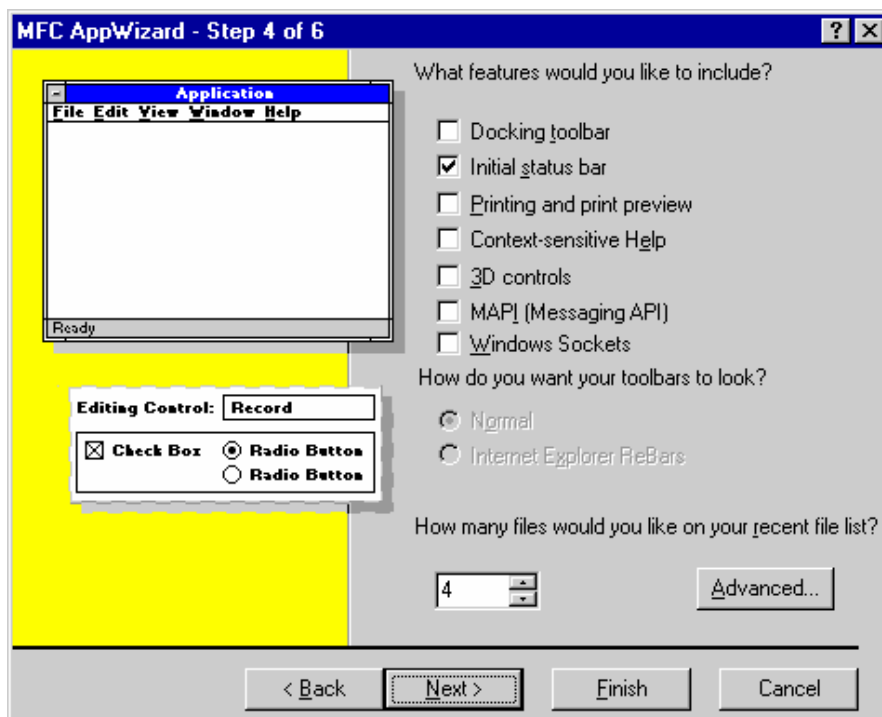 MFC AppWizard - Step 4 of 6
Application
File Edit View Window Help
Ready
Editing Control: Record
Check Box Radio Button
Radio Button
What features would you like to include?
Docking toolbar
Initial status bar
Printing and print preview
Context-sensitive Help
3D controls
MAPI (Messaging API)
Windows Sockets
How do you want your toolbars to look?
Normal
Internet Explorer ReBars
How many files would you like on your recent file list?
4 Advanced...
< Back Next > Finish Cancel